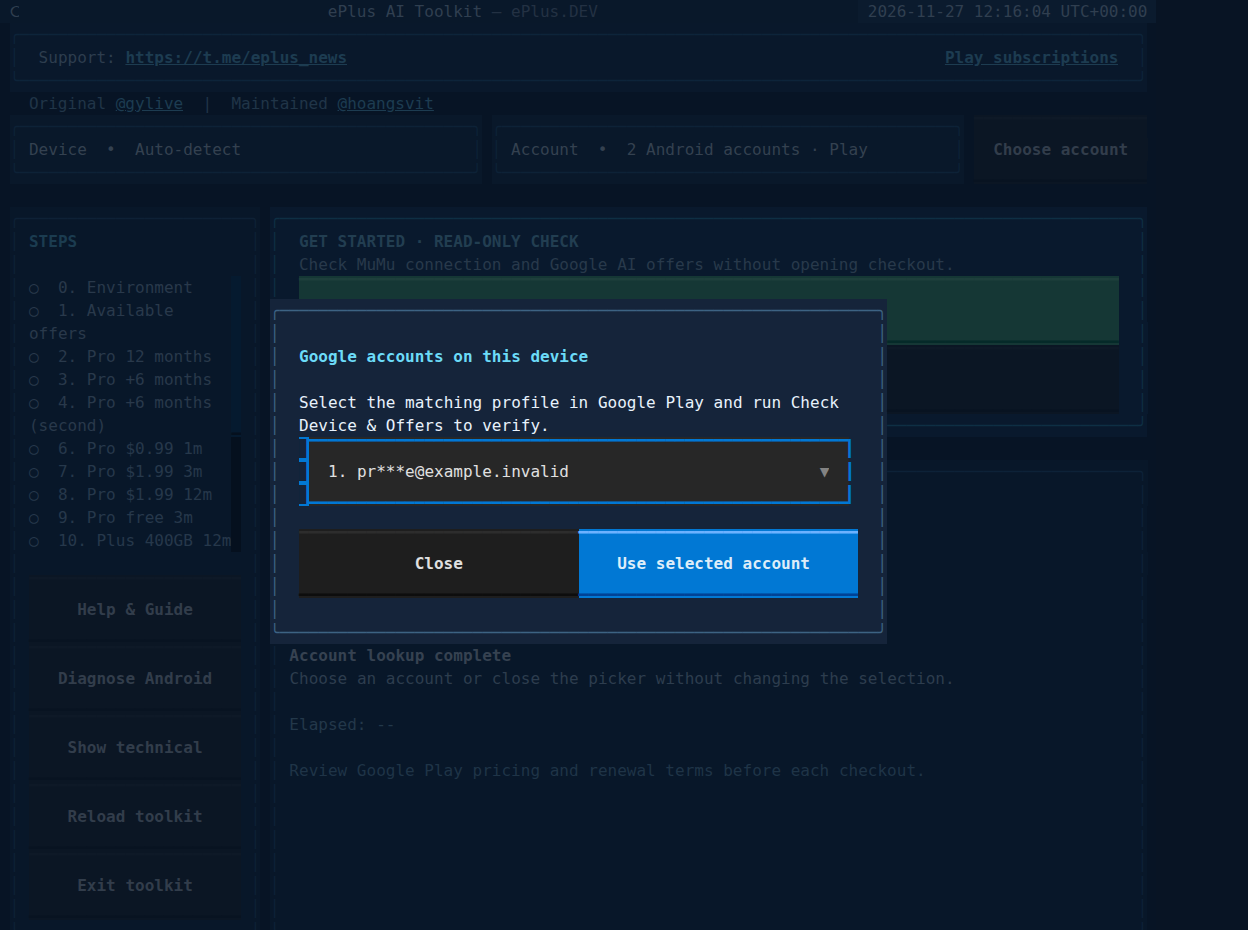 ePlus AI Toolkit — ePlus.DEV
2026-11-27 12:16:04 UTC+00:00
Support: https://t.me/eplus_news
Play subscriptions
Original @gylive | Maintained @hoangsvit
Device • Auto-detect
Account • 2 Android accounts · Play
Choose account
STEPS
○ 0. Environment
○ 1. Available
offers
○ 2. Pro 12 months
○ 3. Pro +6 months
○ 4. Pro +6 months
(second)
○ 6. Pro $0.99 1m
○ 7. Pro $1.99 3m
○ 8. Pro $1.99 12m
○ 9. Pro free 3m
○ 10. Plus 400GB 12m
Help & Guide
Diagnose Android
Show technical
Reload toolkit
Exit toolkit
GET STARTED · READ-ONLY CHECK
Check MuMu connection and Google AI offers without opening checkout.
Google accounts on this device
Select the matching profile in Google Play and run Check
Device & Offers to verify.
1. pr***e@example.invalid ▼
Close
Use selected account
Account lookup complete
Choose an account or close the picker without changing the selection.
Elapsed: --
Review Google Play pricing and renewal terms before each checkout.